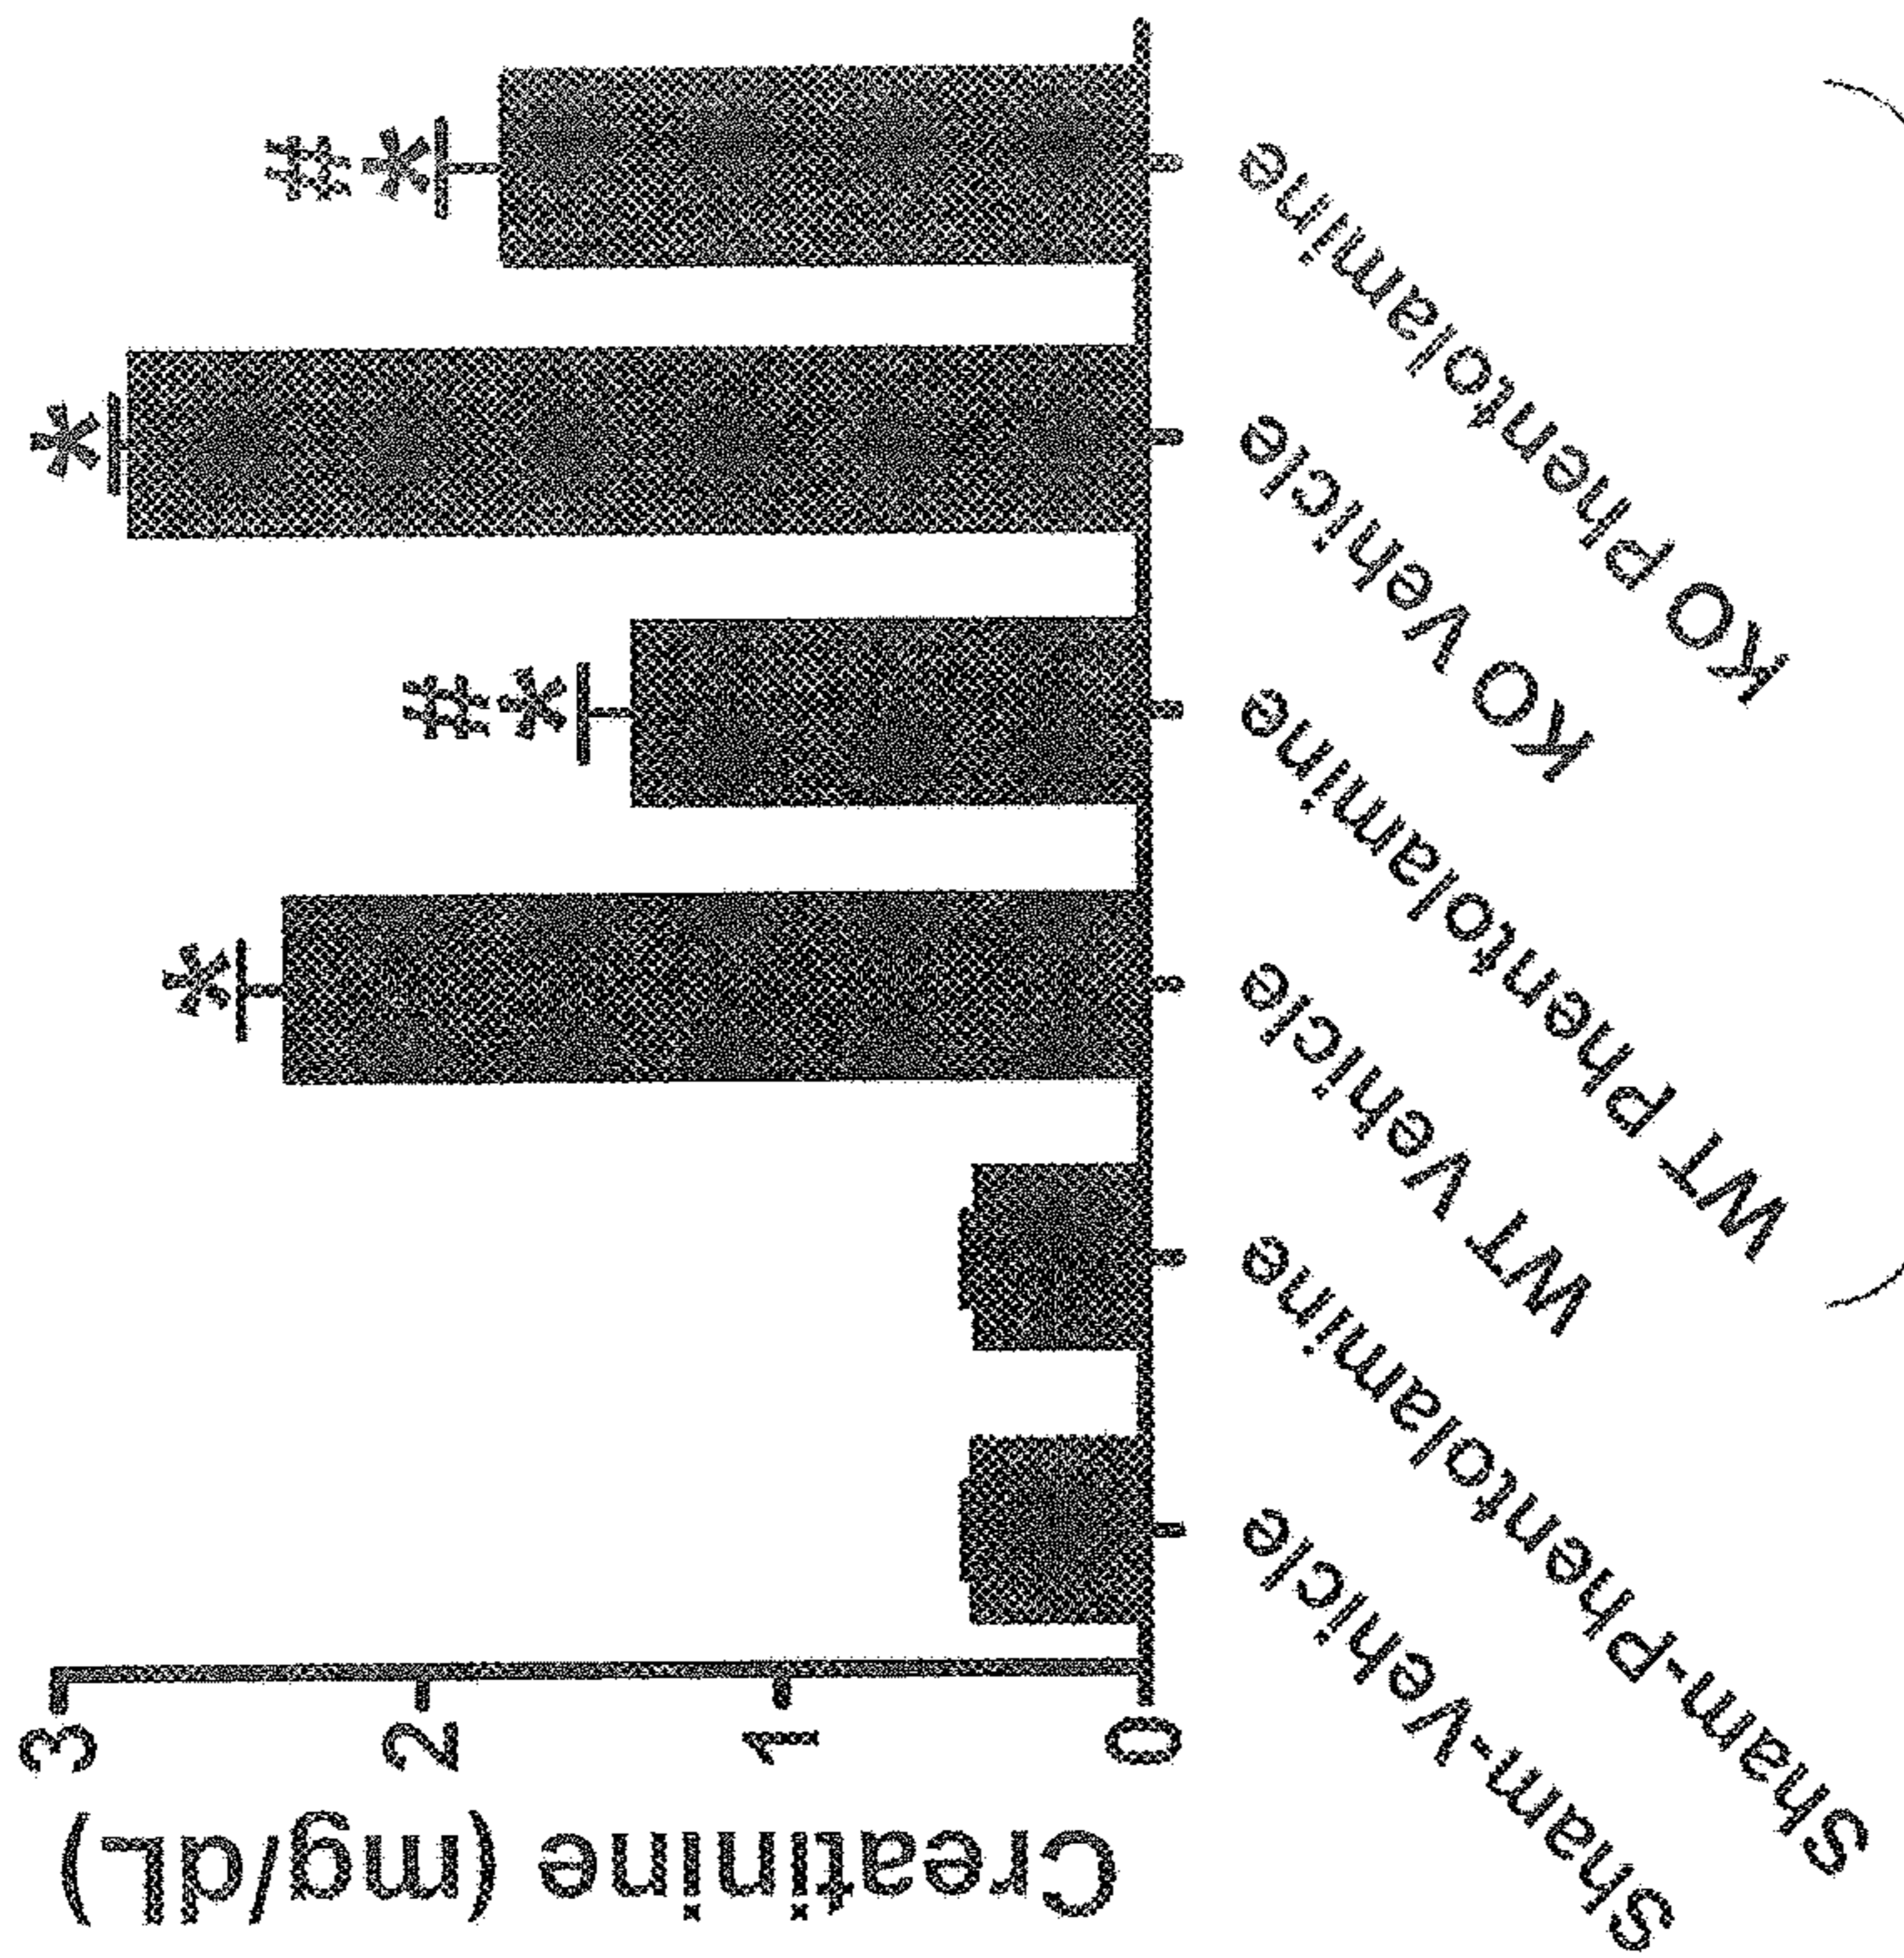 Creatinine (mg/dL)
3
2
1
0
*
# *
*
# *
Sham-Vehicle
Sham-Phentolamine
WT Vehicle
WT Phentolamine
KO Vehicle
KO Phentolamine